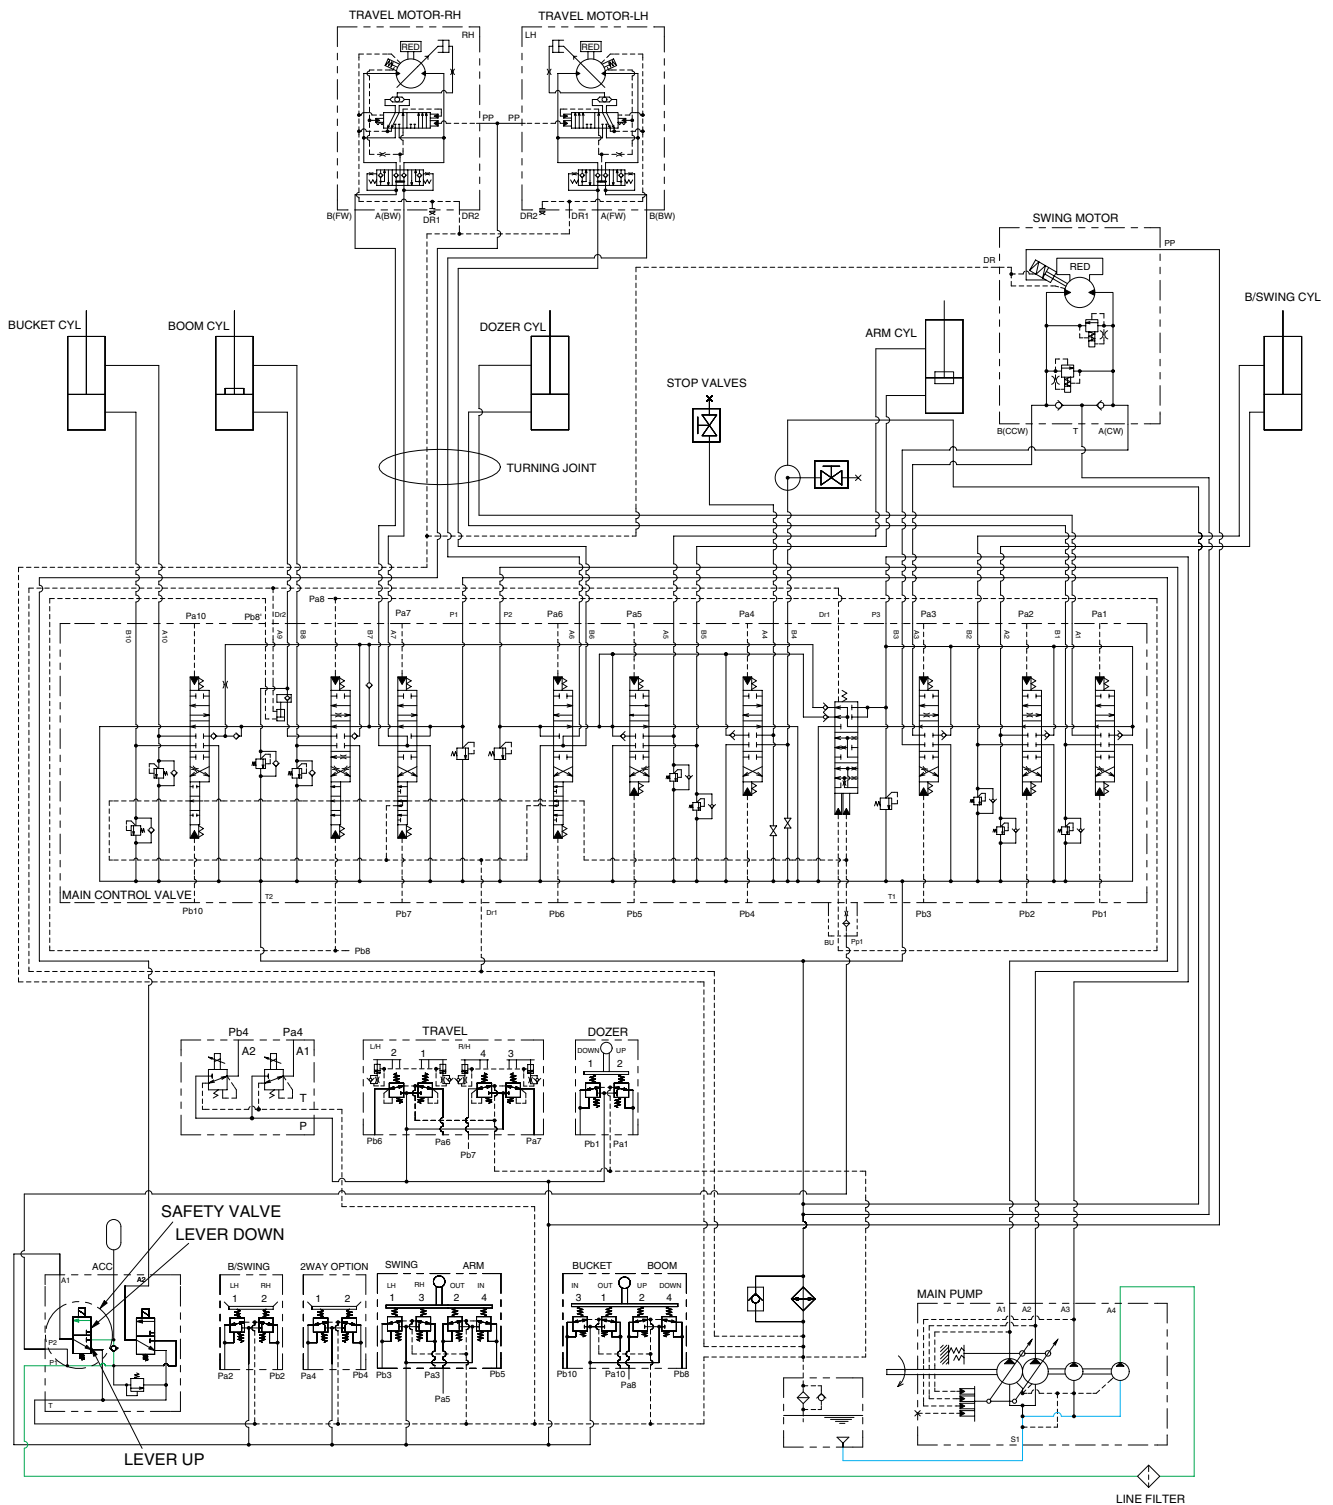 TRAVEL MOTOR-RH TRAVEL MOTOR-LH
RH LH
RED RED
PP PP
B(FW) A(BW) DR1 DR2 DR2 DR1 A(FW) B(BW)
SWING MOTOR
PP
DR
RED
B(CCW) T A(CW)
BUCKET CYL BOOM CYL DOZER CYL ARM CYL B/SWING CYL
STOP VALVES
TURNING JOINT
Pa8
Pa10 Pb8' Dr2 Pa7 P1 P2 Pa6 Pa5 Pa4 Dr1 P3 Pa3 Pa2 Pa1
B10 A10 A9 B8 B7 A7 A6 B6 A5 B5 A4 B4 B3 A3 B2 A2 B1 A1
MAIN CONTROL VALVE
T2 T1
Pb10 Pb7 Dr1 Pb6 Pb5 Pb4 Pb3 Pb2 Pb1
BU Pp1
Pb8
Pb4 Pa4
A2 A1
T
P
TRAVEL
L/H R/H
2 1 4 3
Pb6 Pa6 Pb7 Pa7
DOZER
DOWN UP
1 2
Pb1 Pa1
SAFETY VALVE
LEVER DOWN
ACC
A1 A2
P2
P1
T
LEVER UP
B/SWING
LH RH
1 2
Pa2 Pb2
2WAY OPTION
1 2
Pa4 Pb4
SWING ARM
LH RH OUT IN
1 3 2 4
Pb3 Pa3 Pa5 Pb5
BUCKET BOOM
IN OUT UP DOWN
3 1 2 4
Pb10 Pa10 Pa8 Pb8
MAIN PUMP
A1 A2 A3 A4
S1
LINE FILTER